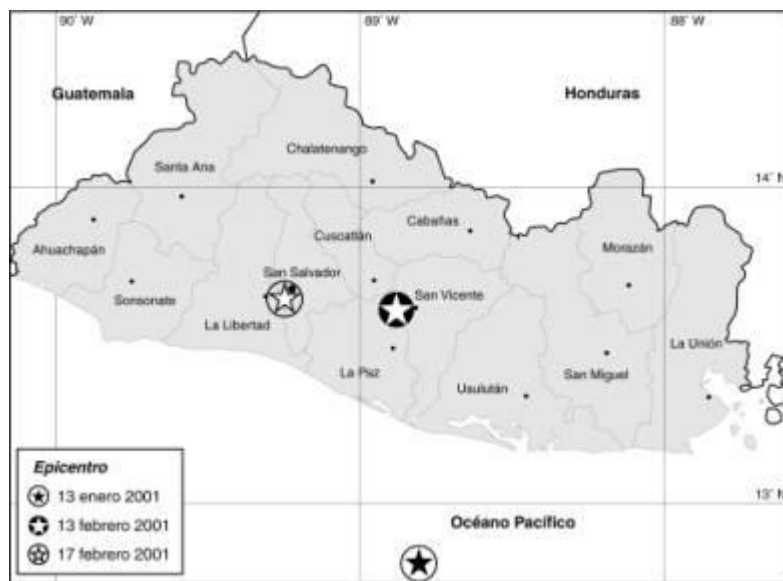 90° W
89° W
88° W
Guatemala
Honduras
Chalatenango
Santa Ana
14° N
Cabañas
Cuscatlán
Morazán
Ahuachapán
San Salvador
Sonsonate
San Vicente
La Libertad
La Unión
La Paz
San Miguel
Usulután
Epicentro
13 enero 2001
13° N
13 febrero 2001
Océano Pacífico
17 febrero 2001